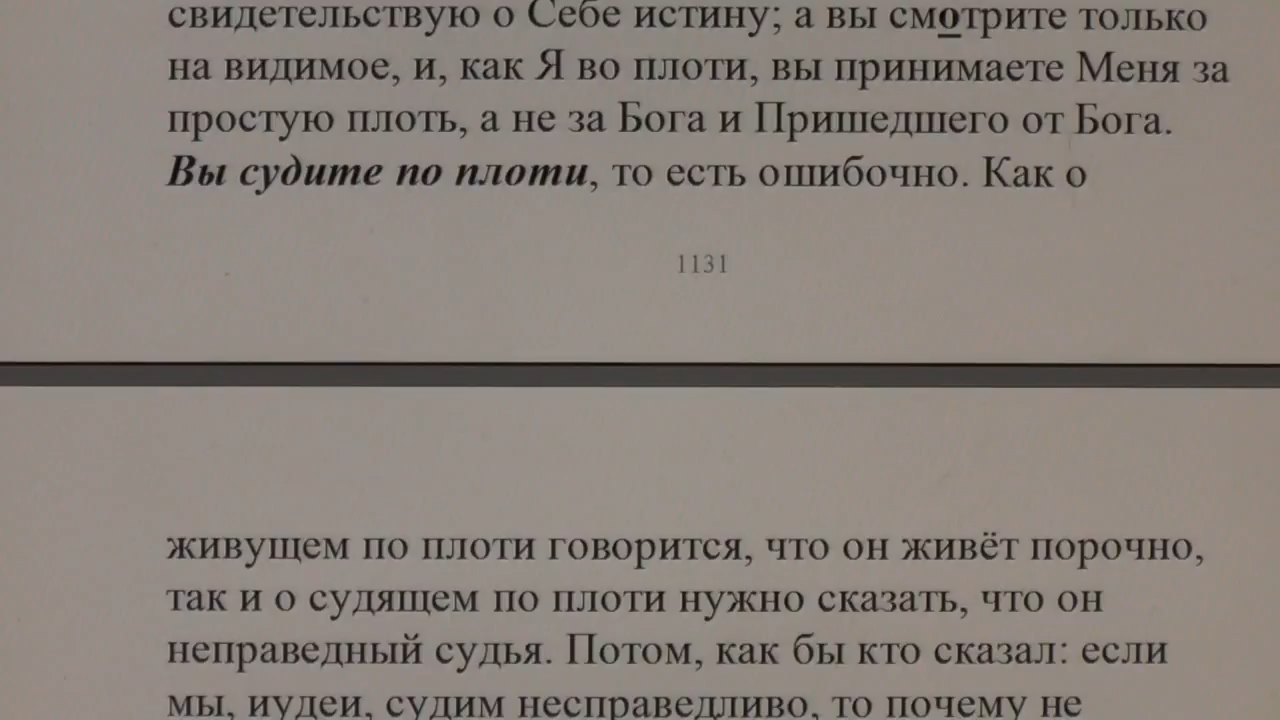 свидетельствую о Себе истину; а вы смотрите только
на видимое, и, как Я во плоти, вы принимаете Меня за
простую плоть, а не за Бога и Пришедшего от Бога.
Вы судите по плоти, то есть ошибочно. Как о
1131
живущем по плоти говорится, что он живёт порочно,
так и о судящем по плоти нужно сказать, что он
неправедный судья. Потом, как бы кто сказал: если
мы, иудеи, судим несправедливо, то почему не